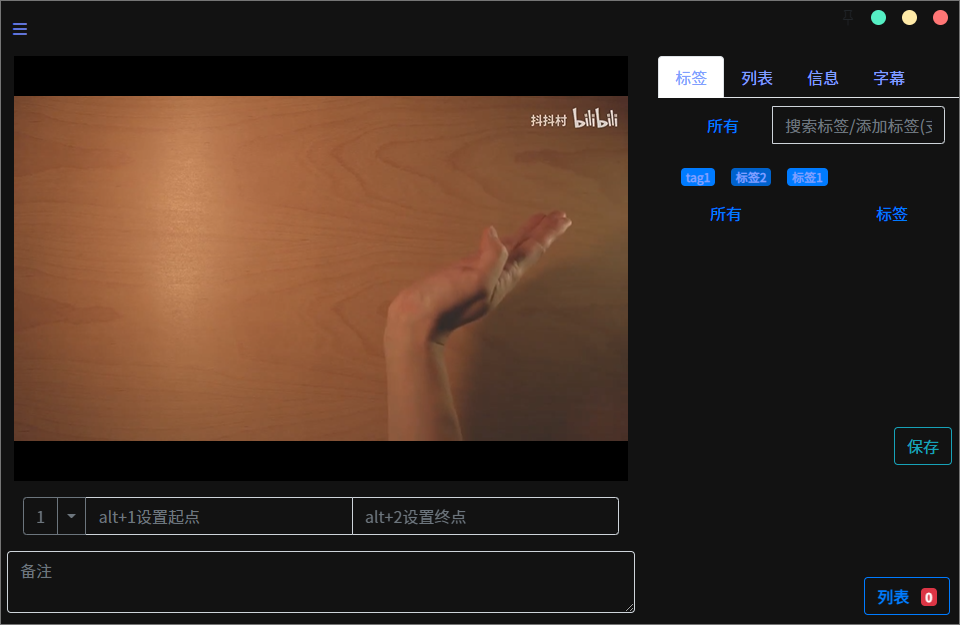 抖抖村 bilibili
标签 列表 信息 字幕
所有 搜索标签/添加标签(支
tag1 标签2 标签1
所有 标签
保存
1 alt+1设置起点 alt+2设置终点
备注
列表 0